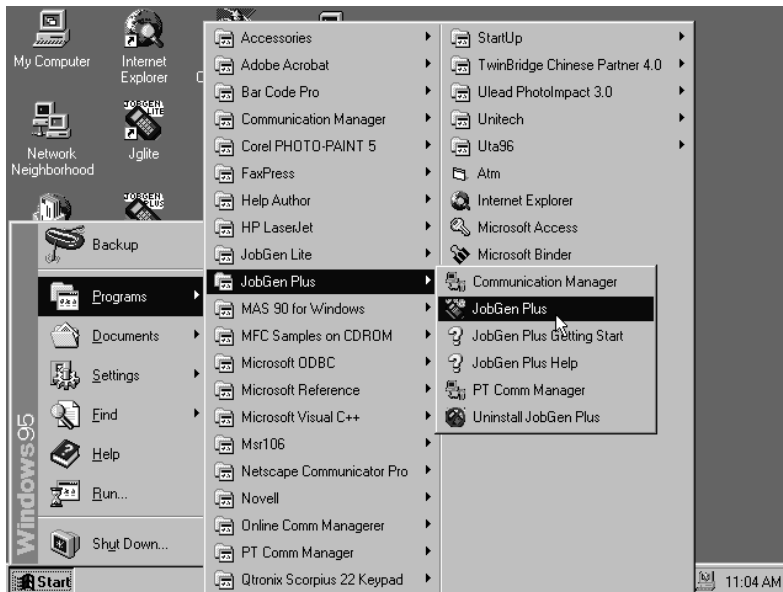 My Computer
Internet
Explorer
Network
Neighborhood
JOBGEN
LITE
Jglite
JOBGEN
PLUS
Windows95
Backup
Programs
Documents
Settings
Find
Help
Run...
Shut Down...
Start
Accessories
Adobe Acrobat
Bar Code Pro
Communication Manager
Corel PHOTO-PAINT 5
FaxPress
Help Author
HP LaserJet
JobGen Lite
JobGen Plus
MAS 90 for Windows
MFC Samples on CDROM
Microsoft ODBC
Microsoft Reference
Microsoft Visual C++
Msr106
Netscape Communicator Pro
Novell
Online Comm Managerer
PT Comm Manager
Qtronix Scorpius 22 Keypad
StartUp
TwinBridge Chinese Partner 4.0
Ulead PhotoImpact 3.0
Unitech
Uta96
Atm
Internet Explorer
Microsoft Access
Microsoft Binder
Communication Manager
JobGen Plus
JobGen Plus Getting Start
JobGen Plus Help
PT Comm Manager
Uninstall JobGen Plus
11:04 AM